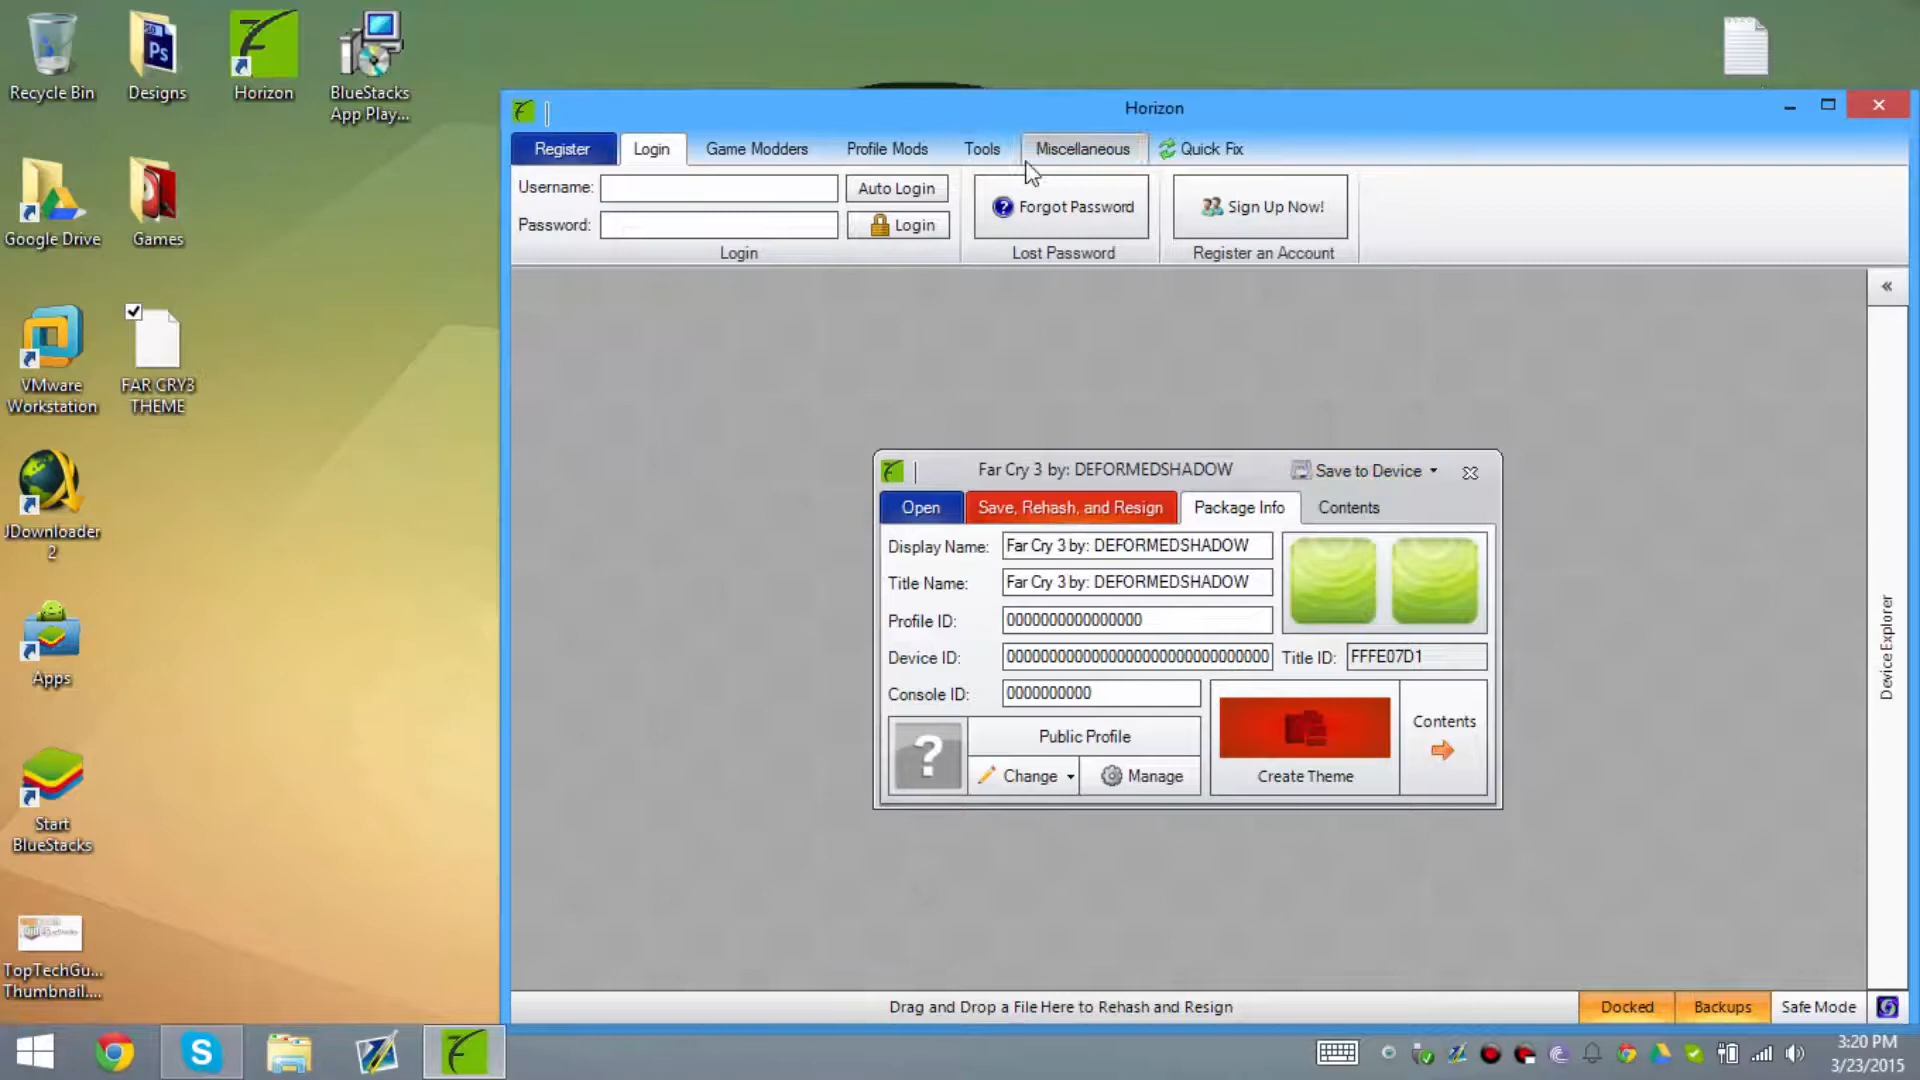 Recycle Bin
Designs
Horizon
BlueStacks
App Play...
Google Drive
Games
VMware
Workstation
FAR CRY3
THEME
JDownloader
2
Apps
Start
BlueStacks
TopTechGu...
Thumbnail....
Horizon
Register
Login
Game Modders
Profile Mods
Tools
Miscellaneous
Quick Fix
Username:
Auto Login
Password:
Login
Login
Forgot Password
Lost Password
Sign Up Now!
Register an Account
«
Device Explorer
Far Cry 3 by: DEFORMEDSHADOW
Save to Device
Open
Save, Rehash, and Resign
Package Info
Contents
Display Name:
Far Cry 3 by: DEFORMEDSHADOW
Title Name:
Far Cry 3 by: DEFORMEDSHADOW
Profile ID:
0000000000000000
Device ID:
Title ID:
FFFE07D1
Console ID:
0000000000
?
Public Profile
Change
Manage
Create Theme
Contents
Drag and Drop a File Here to Rehash and Resign
Docked
Backups
Safe Mode
3:20 PM
3/23/2015